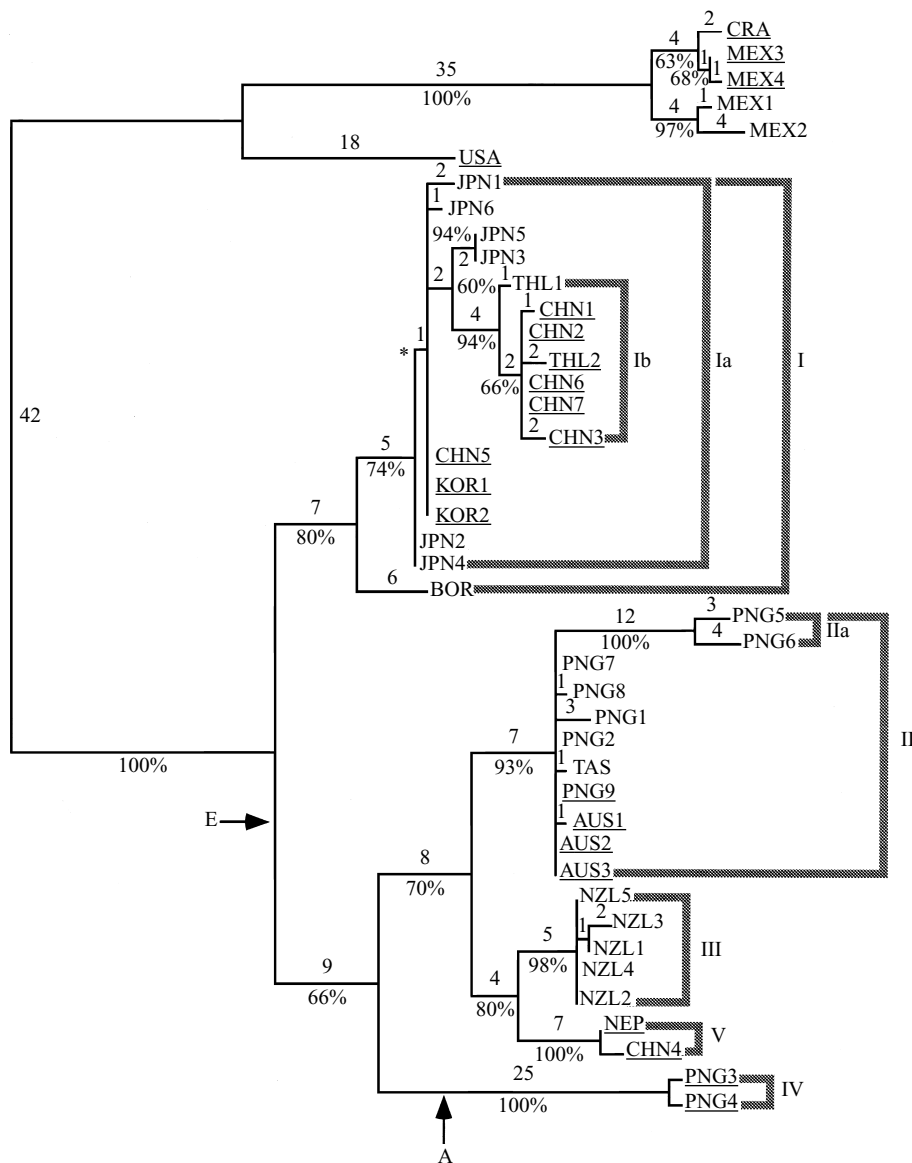 2
CRA
4
1
MEX3
63%
1
68%
MEX4
35
100%
4
1
MEX1
4
97%
MEX2
18
USA
2
JPN1
1
JPN6
94%
JPN5
2
JPN3
2
60%
1
THL1
4
94%
1
CHN1
CHN2
2
2
THL2
66%
CHN6
CHN7
2
CHN3
Ib
Ia
I
1
*
42
5
74%
CHN5
KOR1
KOR2
7
80%
JPN2
JPN4
6
BOR
12
100%
3
PNG5
4
PNG6
IIa
PNG7
1
PNG8
3
PNG1
7
93%
PNG2
1
TAS
II
100%
PNG9
E
1
AUS1
AUS2
8
70%
AUS3
NZL5
2
1
NZL3
5
98%
NZL1
III
NZL4
9
66%
4
80%
NZL2
7
100%
NEP
V
CHN4
25
100%
PNG3
IV
PNG4
A